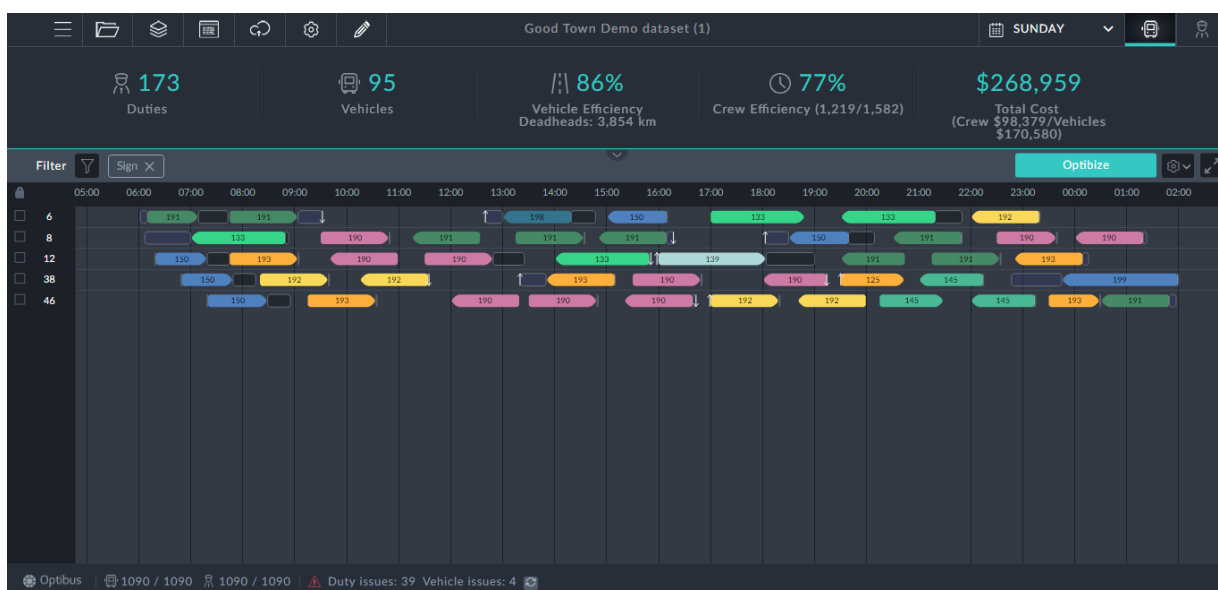 Good Town Demo dataset (1)
SUNDAY
173
Duties
95
Vehicles
86%
Vehicle Efficiency
Deadheads: 3,854 km
77%
Crew Efficiency (1,219/1,582)
$268,959
Total Cost
(Crew $98,379/Vehicles
$170,580)
Filter
Sign
Optibize
05:00 06:00 07:00 08:00 09:00 10:00 11:00 12:00 13:00 14:00 15:00 16:00 17:00 18:00 19:00 20:00 21:00 22:00 23:00 00:00 01:00 02:00
6 191 191 198 150 133 133 192
8 133 190 191 191 191 150 191 190 190
12 150 193 190 190 133 139 191 191 193
38 150 192 192 193 190 190 125 145 199
46 150 193 190 190 190 192 192 145 145 193 191
Optibus 1090 / 1090 1090 / 1090 Duty issues: 39 Vehicle issues: 4